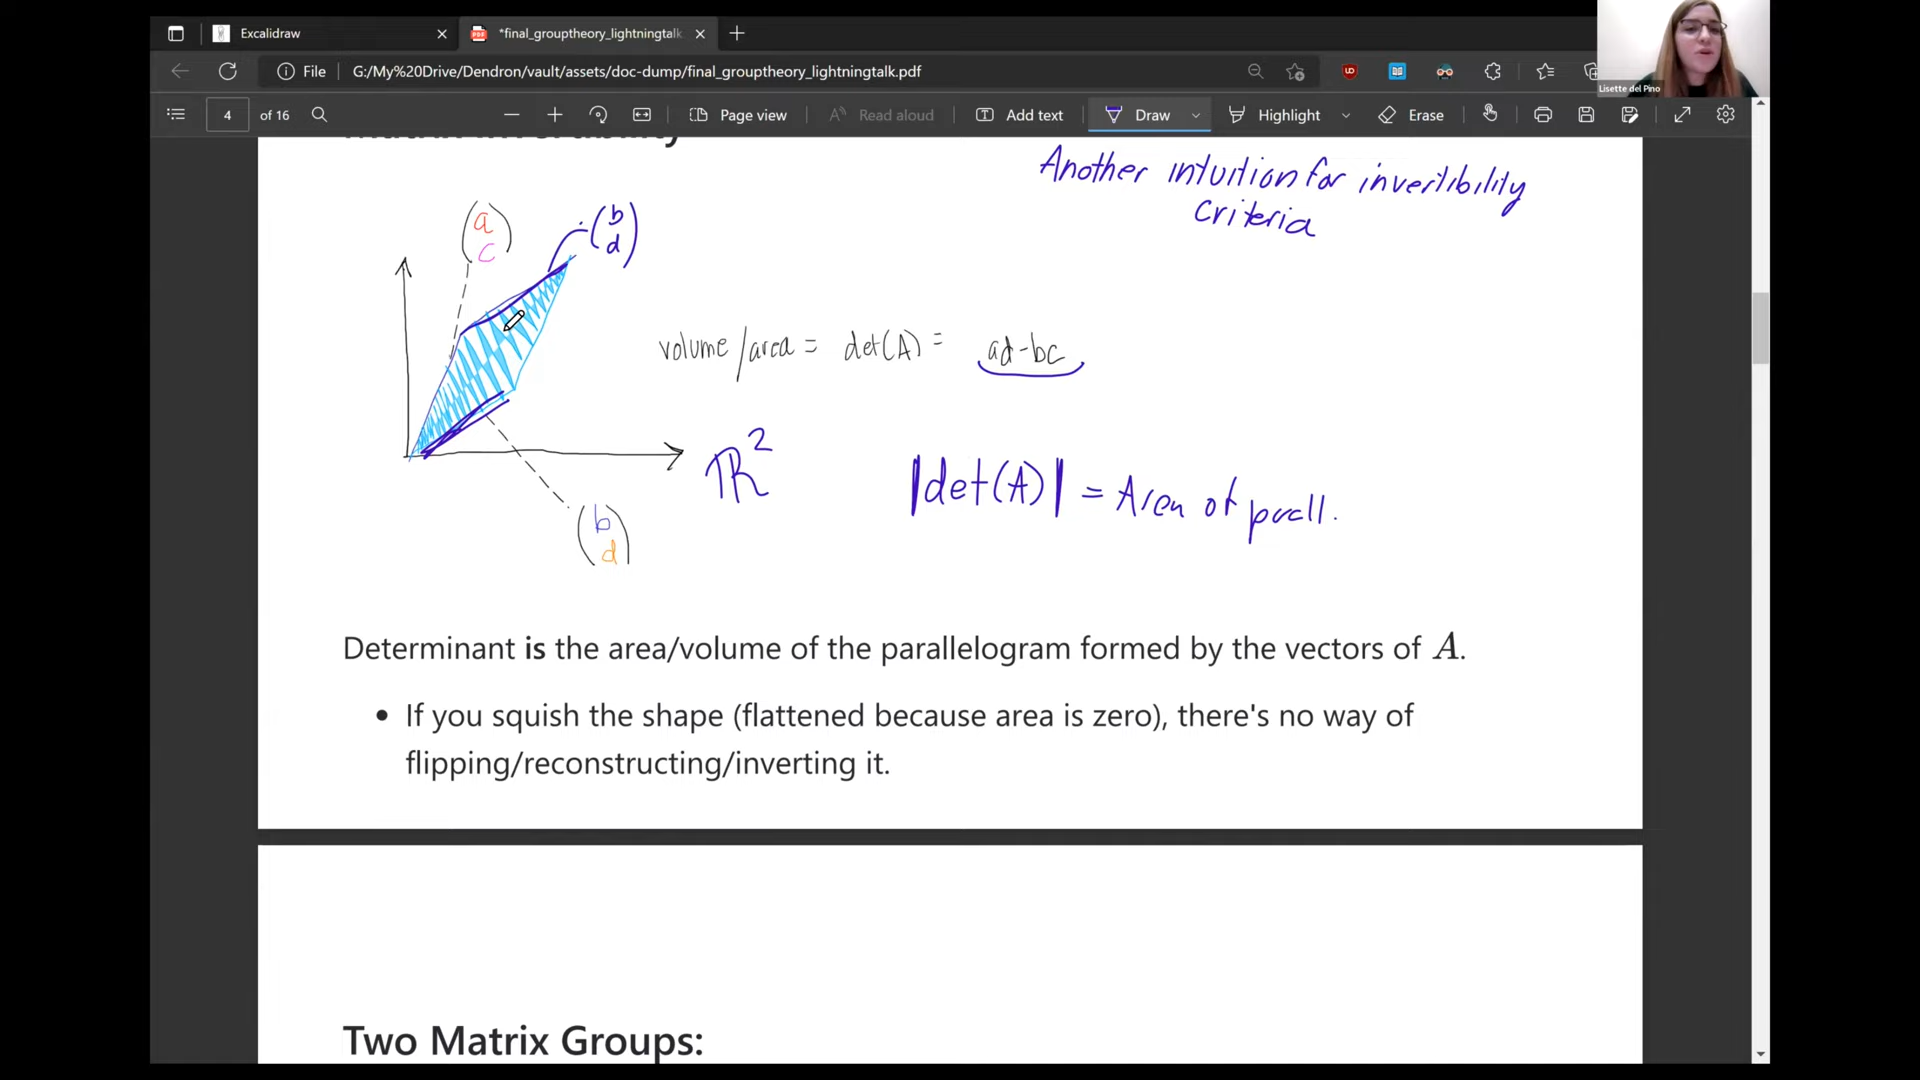 Excalidraw
*final_grouptheory_lightningtalk
Lisette del Pino
File
G:/My%20Drive/Dendron/vault/assets/doc-dump/final_grouptheory_lightningtalk.pdf
4 of 16
Page view
Read aloud
Add text
Draw
Highlight
Erase
Another intuition for invertibility
Criteria
(a c)
(b d)
volume/area = det(A) = ad-bc
ℝ²
|det(A)| = Area of parall.
(b d)
Determinant is the area/volume of the parallelogram formed by the vectors of A.
• If you squish the shape (flattened because area is zero), there's no way of
flipping/reconstructing/inverting it.
Two Matrix Groups: